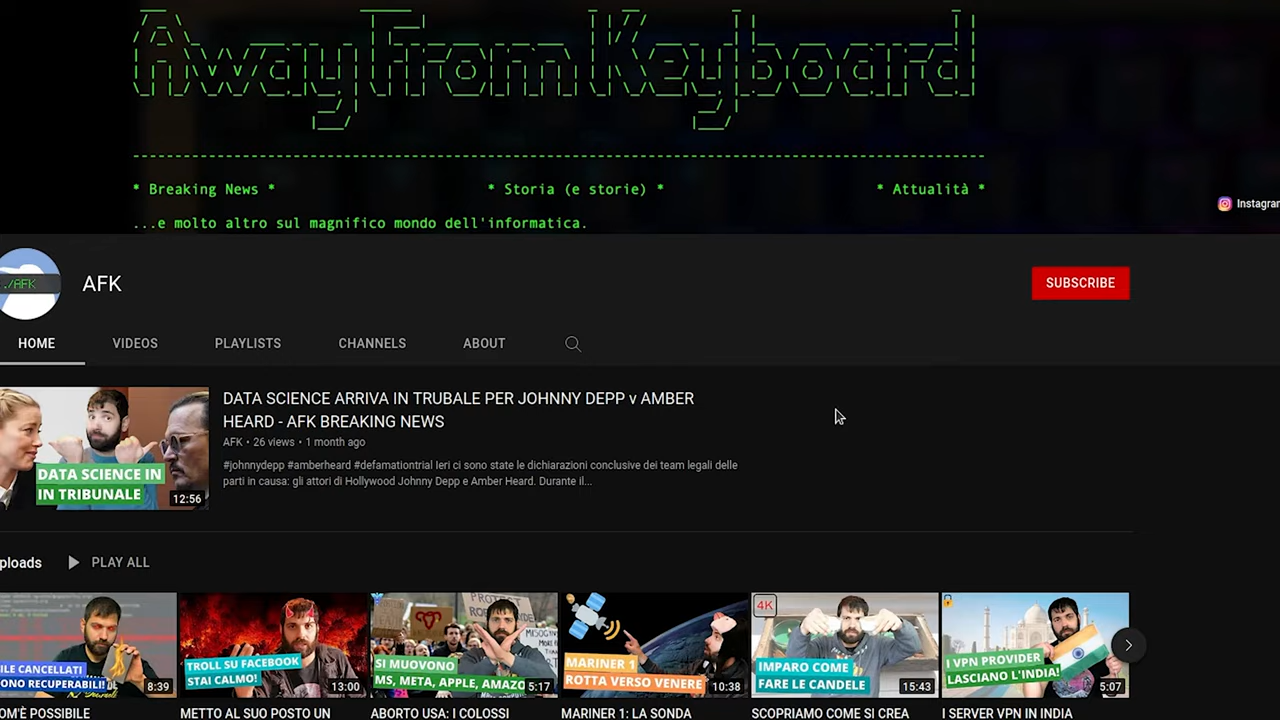 Away From Keyboard
* Breaking News * * Storia (e storie) * * Attualità *
...e molto altro sul magnifico mondo dell'informatica.
Instagram
./AFK
AFK
SUBSCRIBE
HOME VIDEOS PLAYLISTS CHANNELS ABOUT
DATA SCIENCE IN
IN TRIBUNALE
12:56
DATA SCIENCE ARRIVA IN TRUBALE PER JOHNNY DEPP v AMBER
HEARD - AFK BREAKING NEWS
AFK • 26 views • 1 month ago
#johnnydepp #amberheard #defamationtrial Ieri ci sono state le dichiarazioni conclusive dei team legali delle
parti in causa: gli attori di Hollywood Johnny Depp e Amber Heard. Durante il...
ploads PLAY ALL
ILE CANCELLATI
ONO RECUPERABILI!
8:39
TROLL SU FACEBOOK
STAI CALMO!
13:00
SI MUOVONO
MS, META, APPLE, AMAZO
5:17
MARINER 1
ROTTA VERSO VENERE
10:38
4K
IMPARO COME
FARE LE CANDELE
15:43
I VPN PROVIDER
LASCIANO L'INDIA!
5:07
OM'È POSSIBILE
METTO AL SUO POSTO UN
ABORTO USA: I COLOSSI
MARINER 1: LA SONDA
SCOPRIAMO COME SI CREA
I SERVER VPN IN INDIA